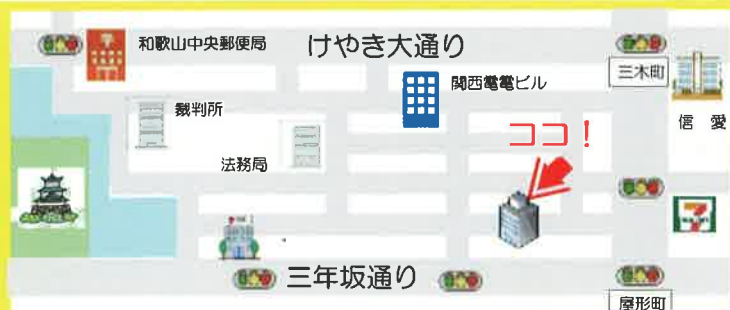 和歌山中央郵便局
けやき大通り
三木町
関西電電ビル
信愛
裁判所
ココ！
法務局
三年坂通り
屋形町